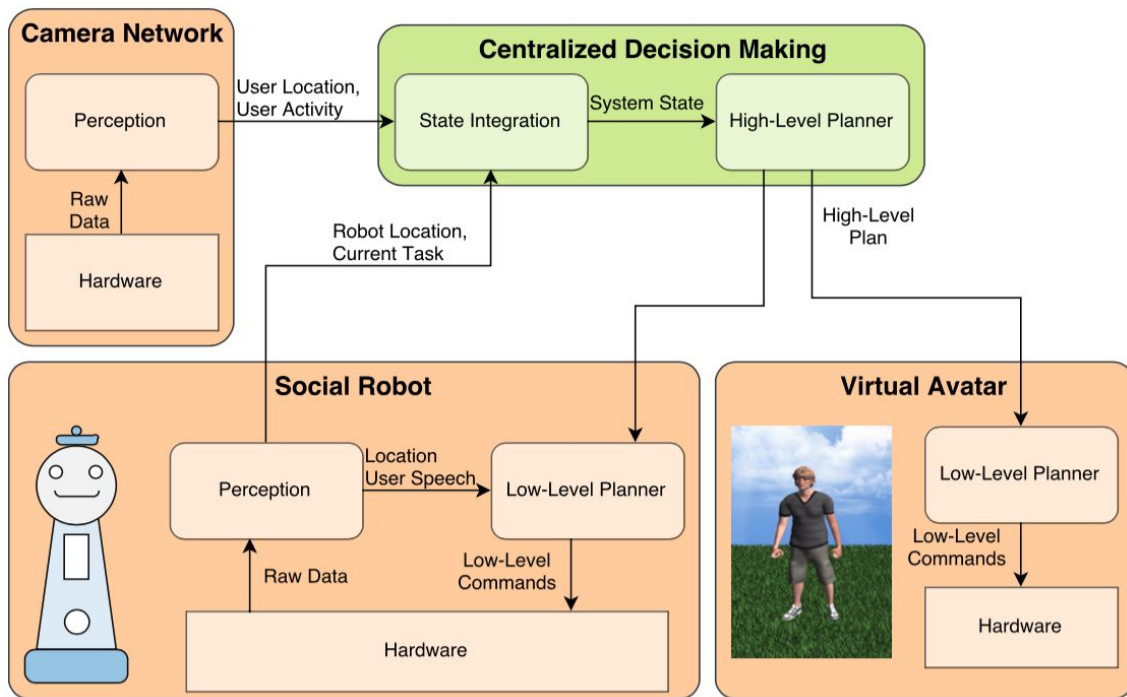 Camera Network
Perception
Raw
Data
Hardware
User Location,
User Activity
Centralized Decision Making
State Integration
System State
High-Level Planner
Robot Location,
Current Task
High-Level
Plan
Social Robot
Perception
Location
User Speech
Low-Level Planner
Raw Data
Low-Level
Commands
Hardware
Virtual Avatar
Low-Level Planner
Low-Level
Commands
Hardware